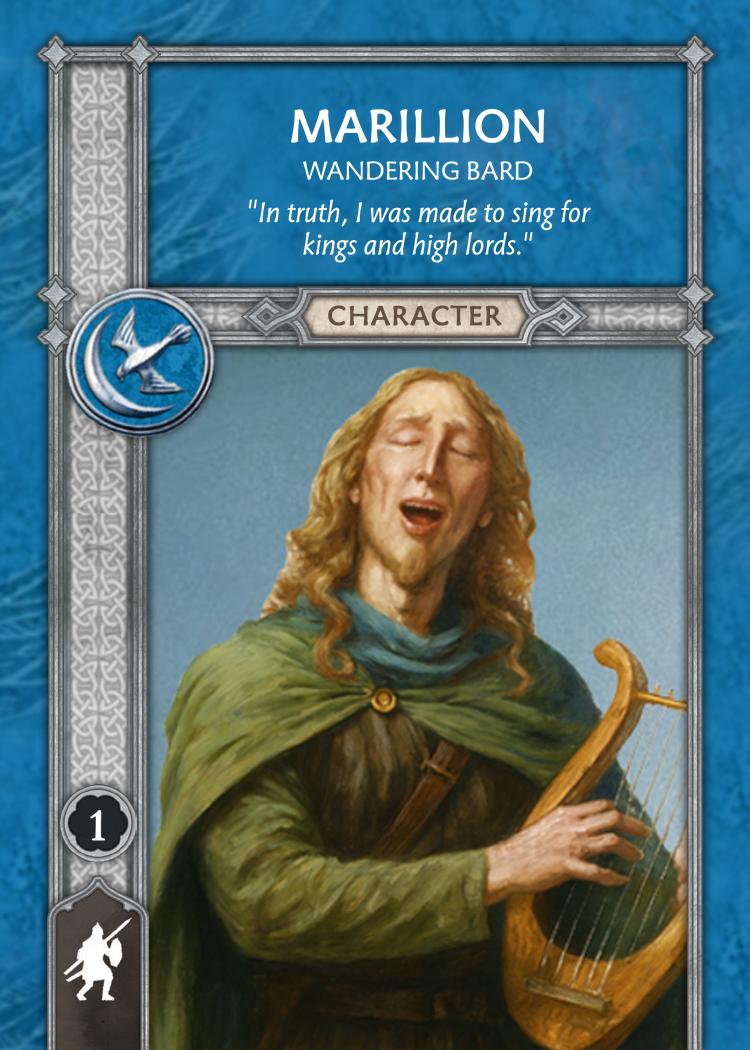 MARILLION
WANDERING BARD
"In truth, I was made to sing for
kings and high lords."
CHARACTER
1